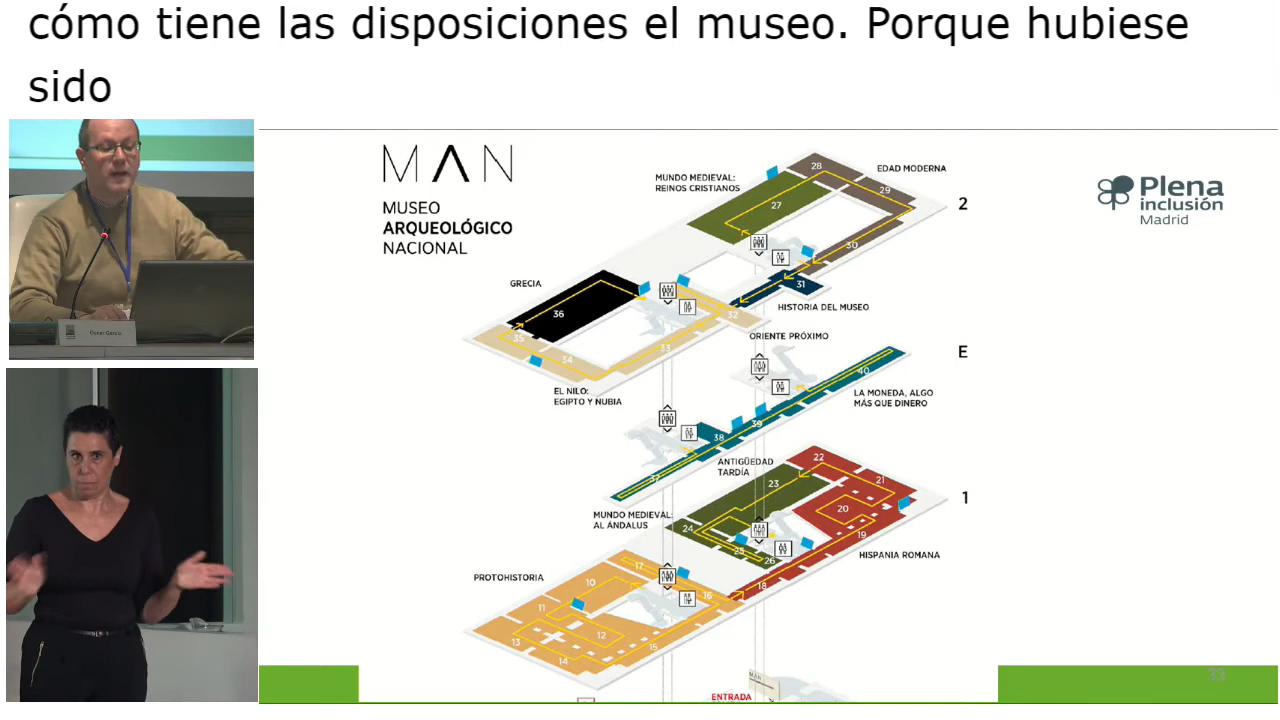 cómo tiene las disposiciones el museo. Porque hubiese
sido
MAN
MUSEO
ARQUEOLÓGICO
NACIONAL
Plena
inclusión
Madrid
MUNDO MEDIEVAL:
REINOS CRISTIANOS
28
EDAD MODERNA
29
27
2
30
31
GRECIA
36
HISTORIA DEL MUSEO
32
ORIENTE PRÓXIMO
35
34
33
E
EL NILO:
EGIPTO Y NUBIA
40
LA MONEDA, ALGO
MÁS QUE DINERO
39
38
37
ANTIGÜEDAD
TARDÍA
22
21
23
20
1
MUNDO MEDIEVAL:
AL ÁNDALUS
24
25
26
19
HISPANIA ROMANA
PROTOHISTORIA
17
18
10
16
11
12
13
14
15
MAN
ENTRADA
33
Óscar García